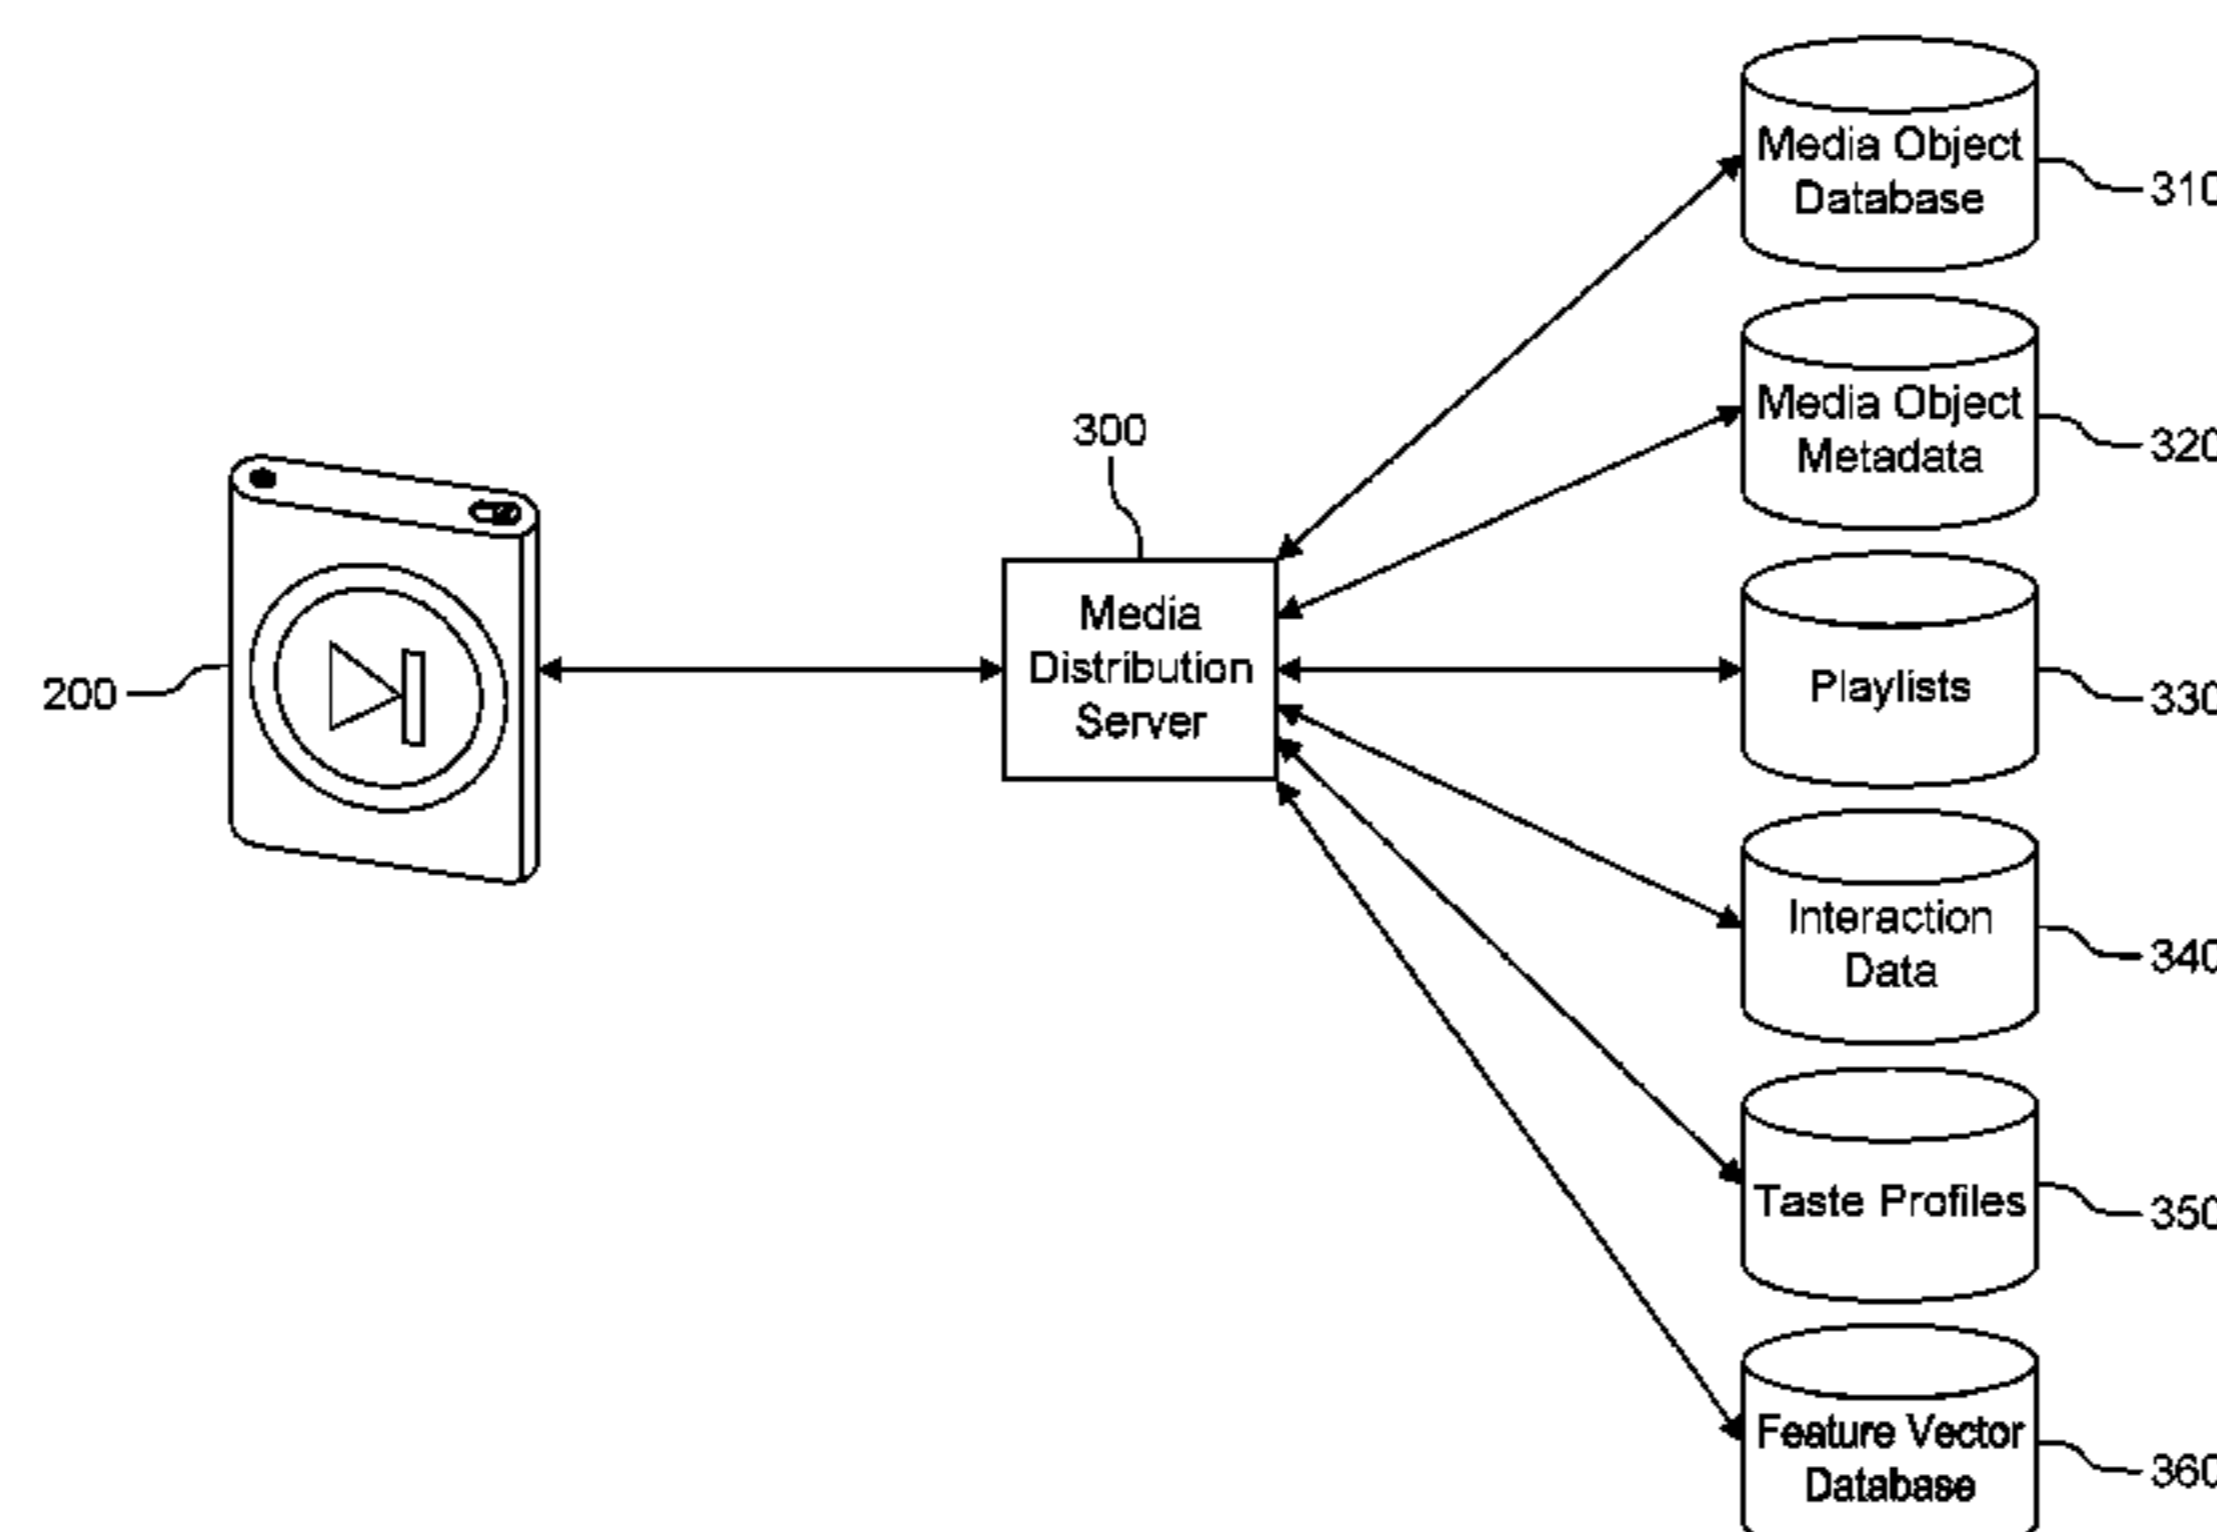 Media Object
Database
310
Media Object
Metadata
320
300
Media
Distribution
Server
200
Playlists
330
Interaction
Data
340
Taste Profiles
350
Feature Vector
Database
360